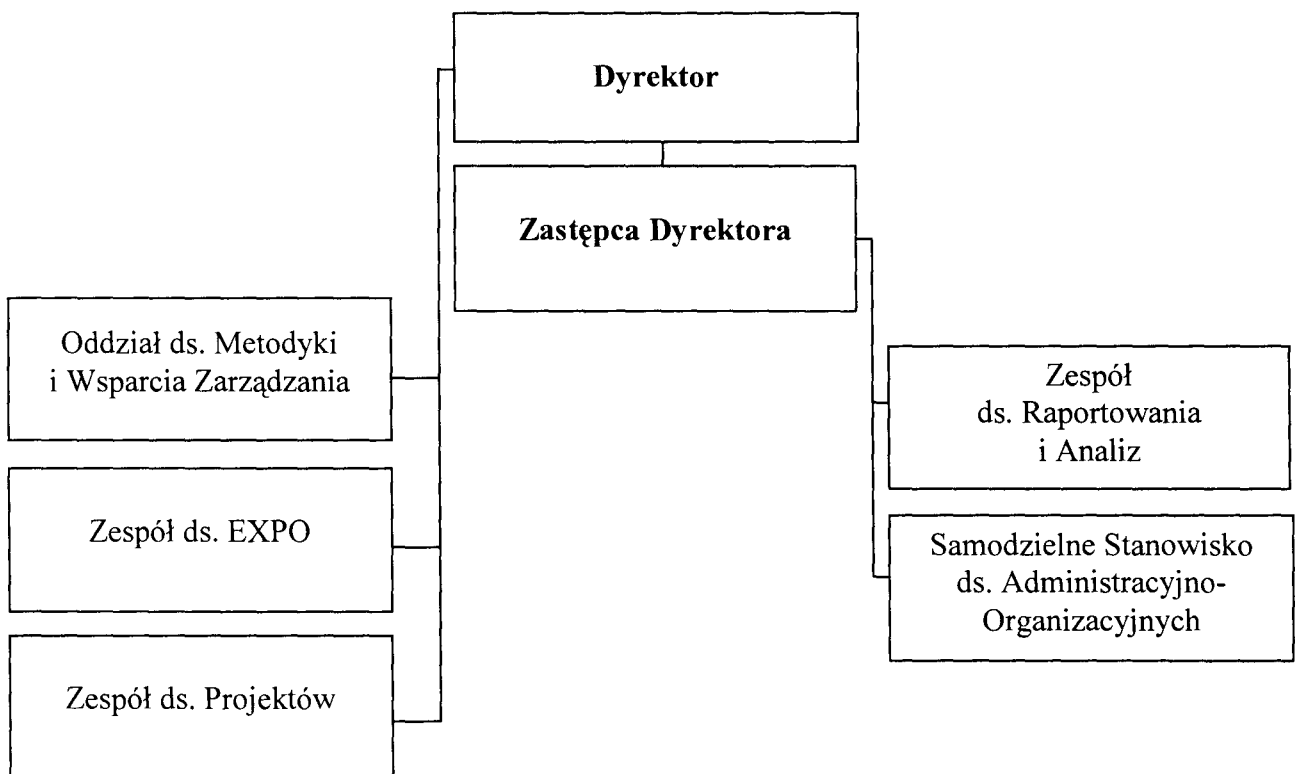 Dyrektor
Zastępca Dyrektora
Oddział ds. Metodyki
i Wsparcia Zarządzania
Zespół ds. EXPO
Zespół ds. Projektów
Zespół
ds. Raportowania
i Analiz
Samodzielne Stanowisko
ds. Administracyjno-
Organizacyjnych